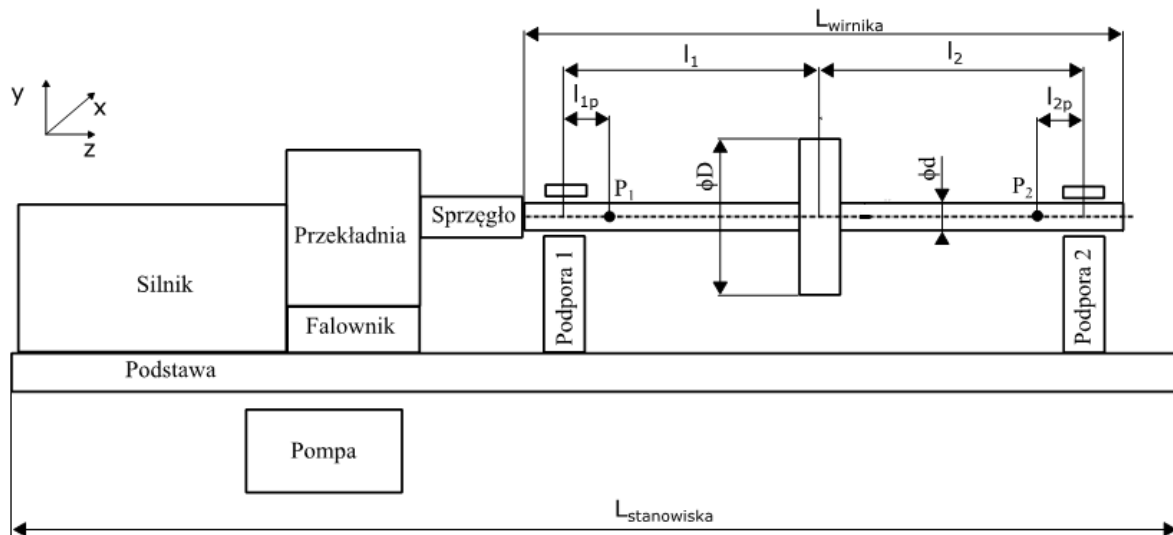 L_wirnika
l_1
l_2
l_1p
l_2p
y
x
z
ϕD
ϕd
P_1
P_2
Sprzęgło
Przekładnia
Silnik
Falownik
Podpora 1
Podpora 2
Podstawa
Pompa
L_stanowiska